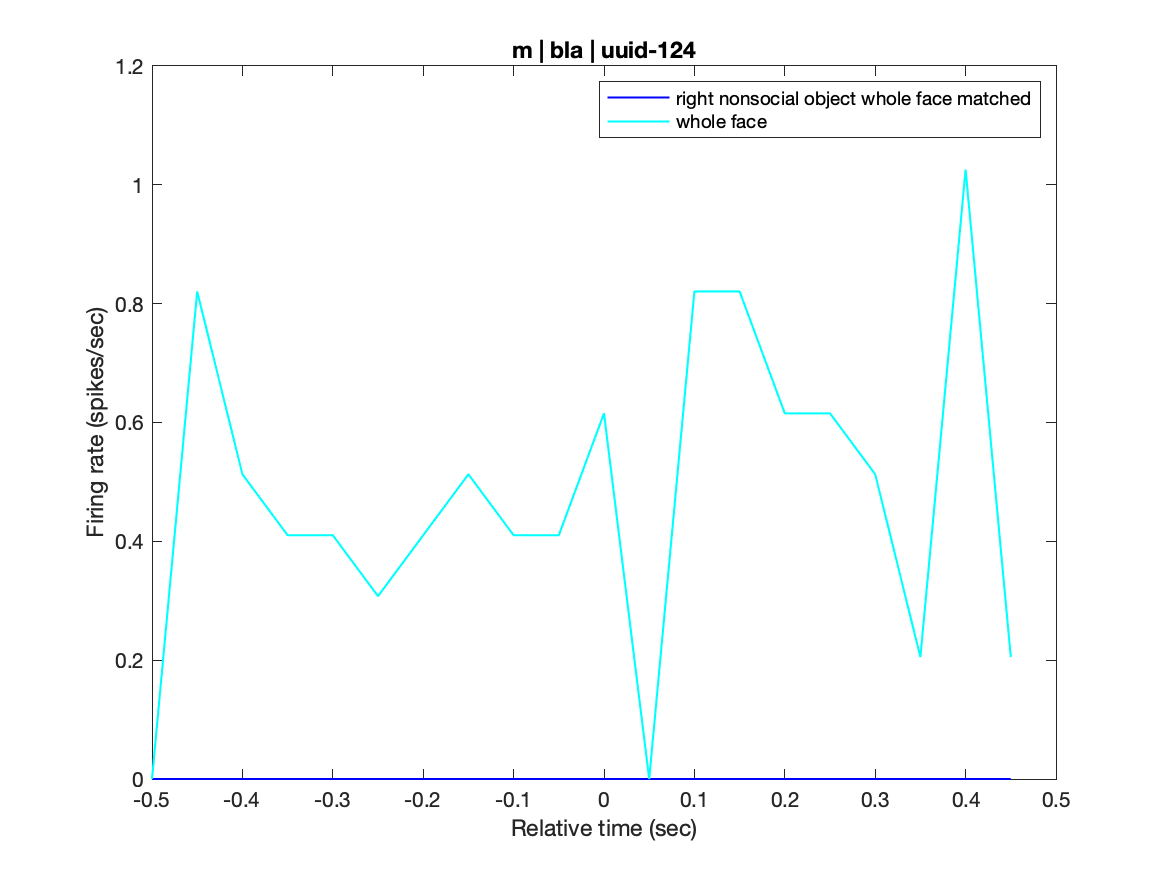 m | bla | uuid-124
right nonsocial object whole face matched
whole face
Firing rate (spikes/sec)
1.2
1
0.8
0.6
0.4
0.2
0
-0.5 -0.4 -0.3 -0.2 -0.1 0 0.1 0.2 0.3 0.4 0.5
Relative time (sec)